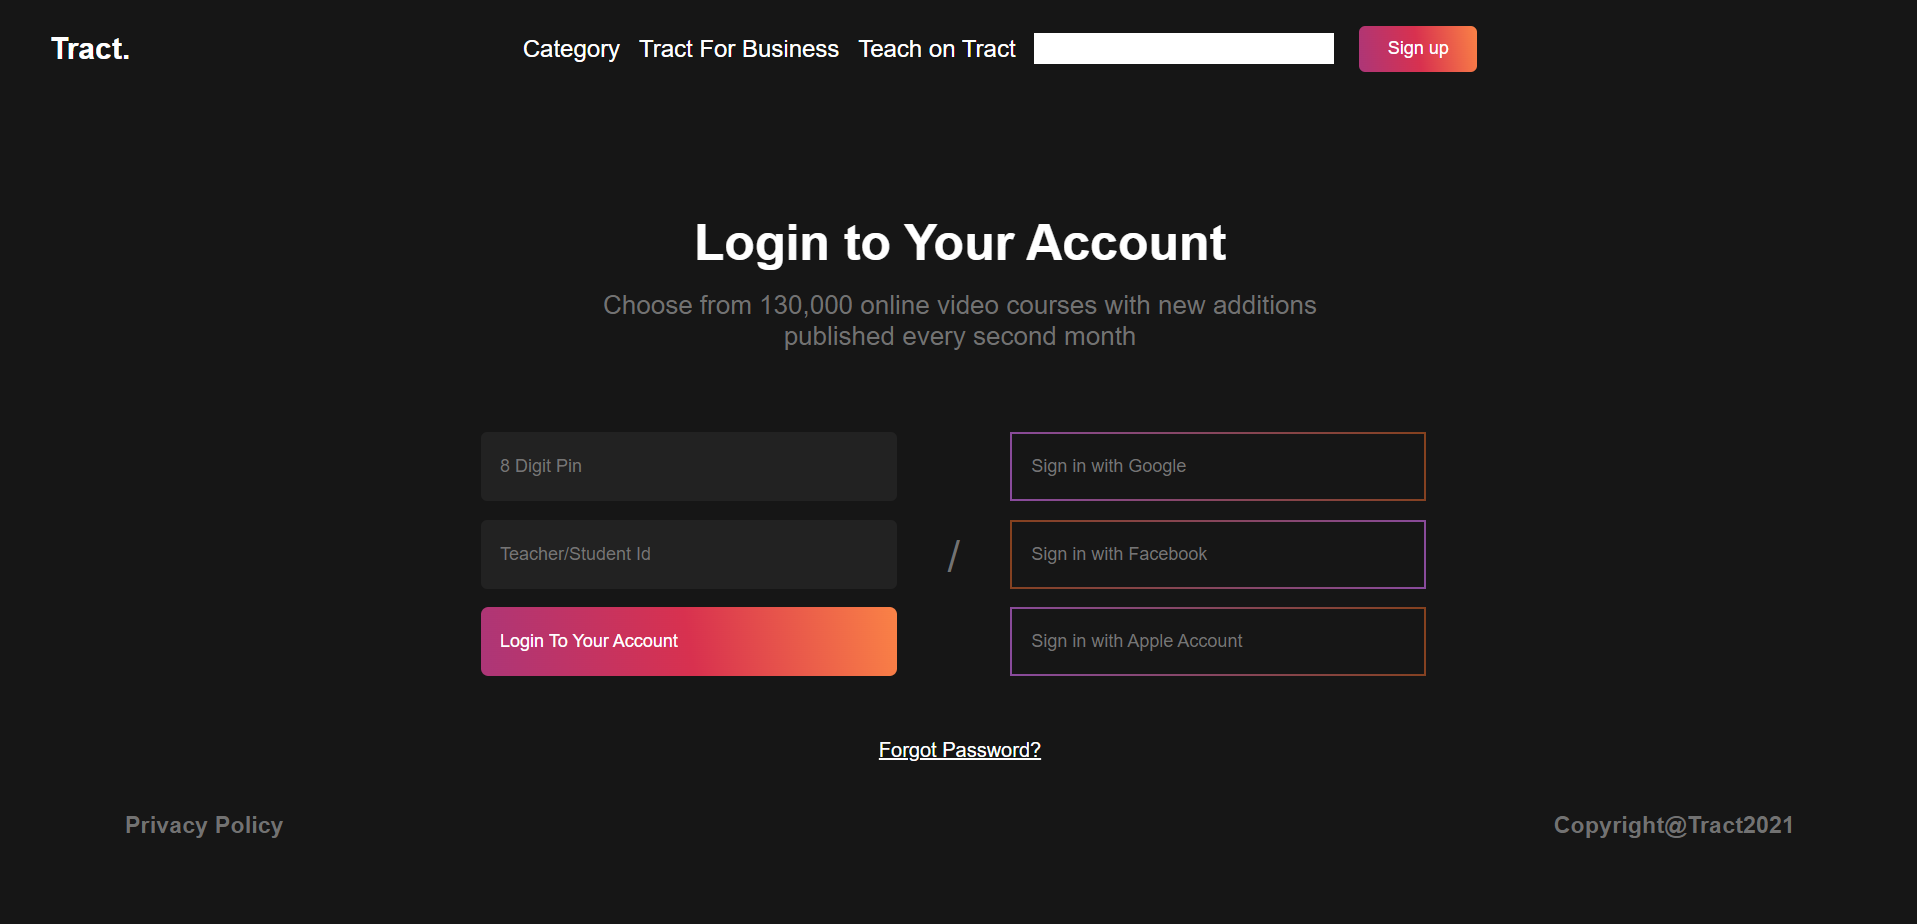 Tract.
Category
Tract For Business
Teach on Tract
Sign up
Login to Your Account
Choose from 130,000 online video courses with new additions
published every second month
8 Digit Pin
Teacher/Student Id
Login To Your Account
/
Sign in with Google
Sign in with Facebook
Sign in with Apple Account
Forgot Password?
Privacy Policy
Copyright@Tract2021